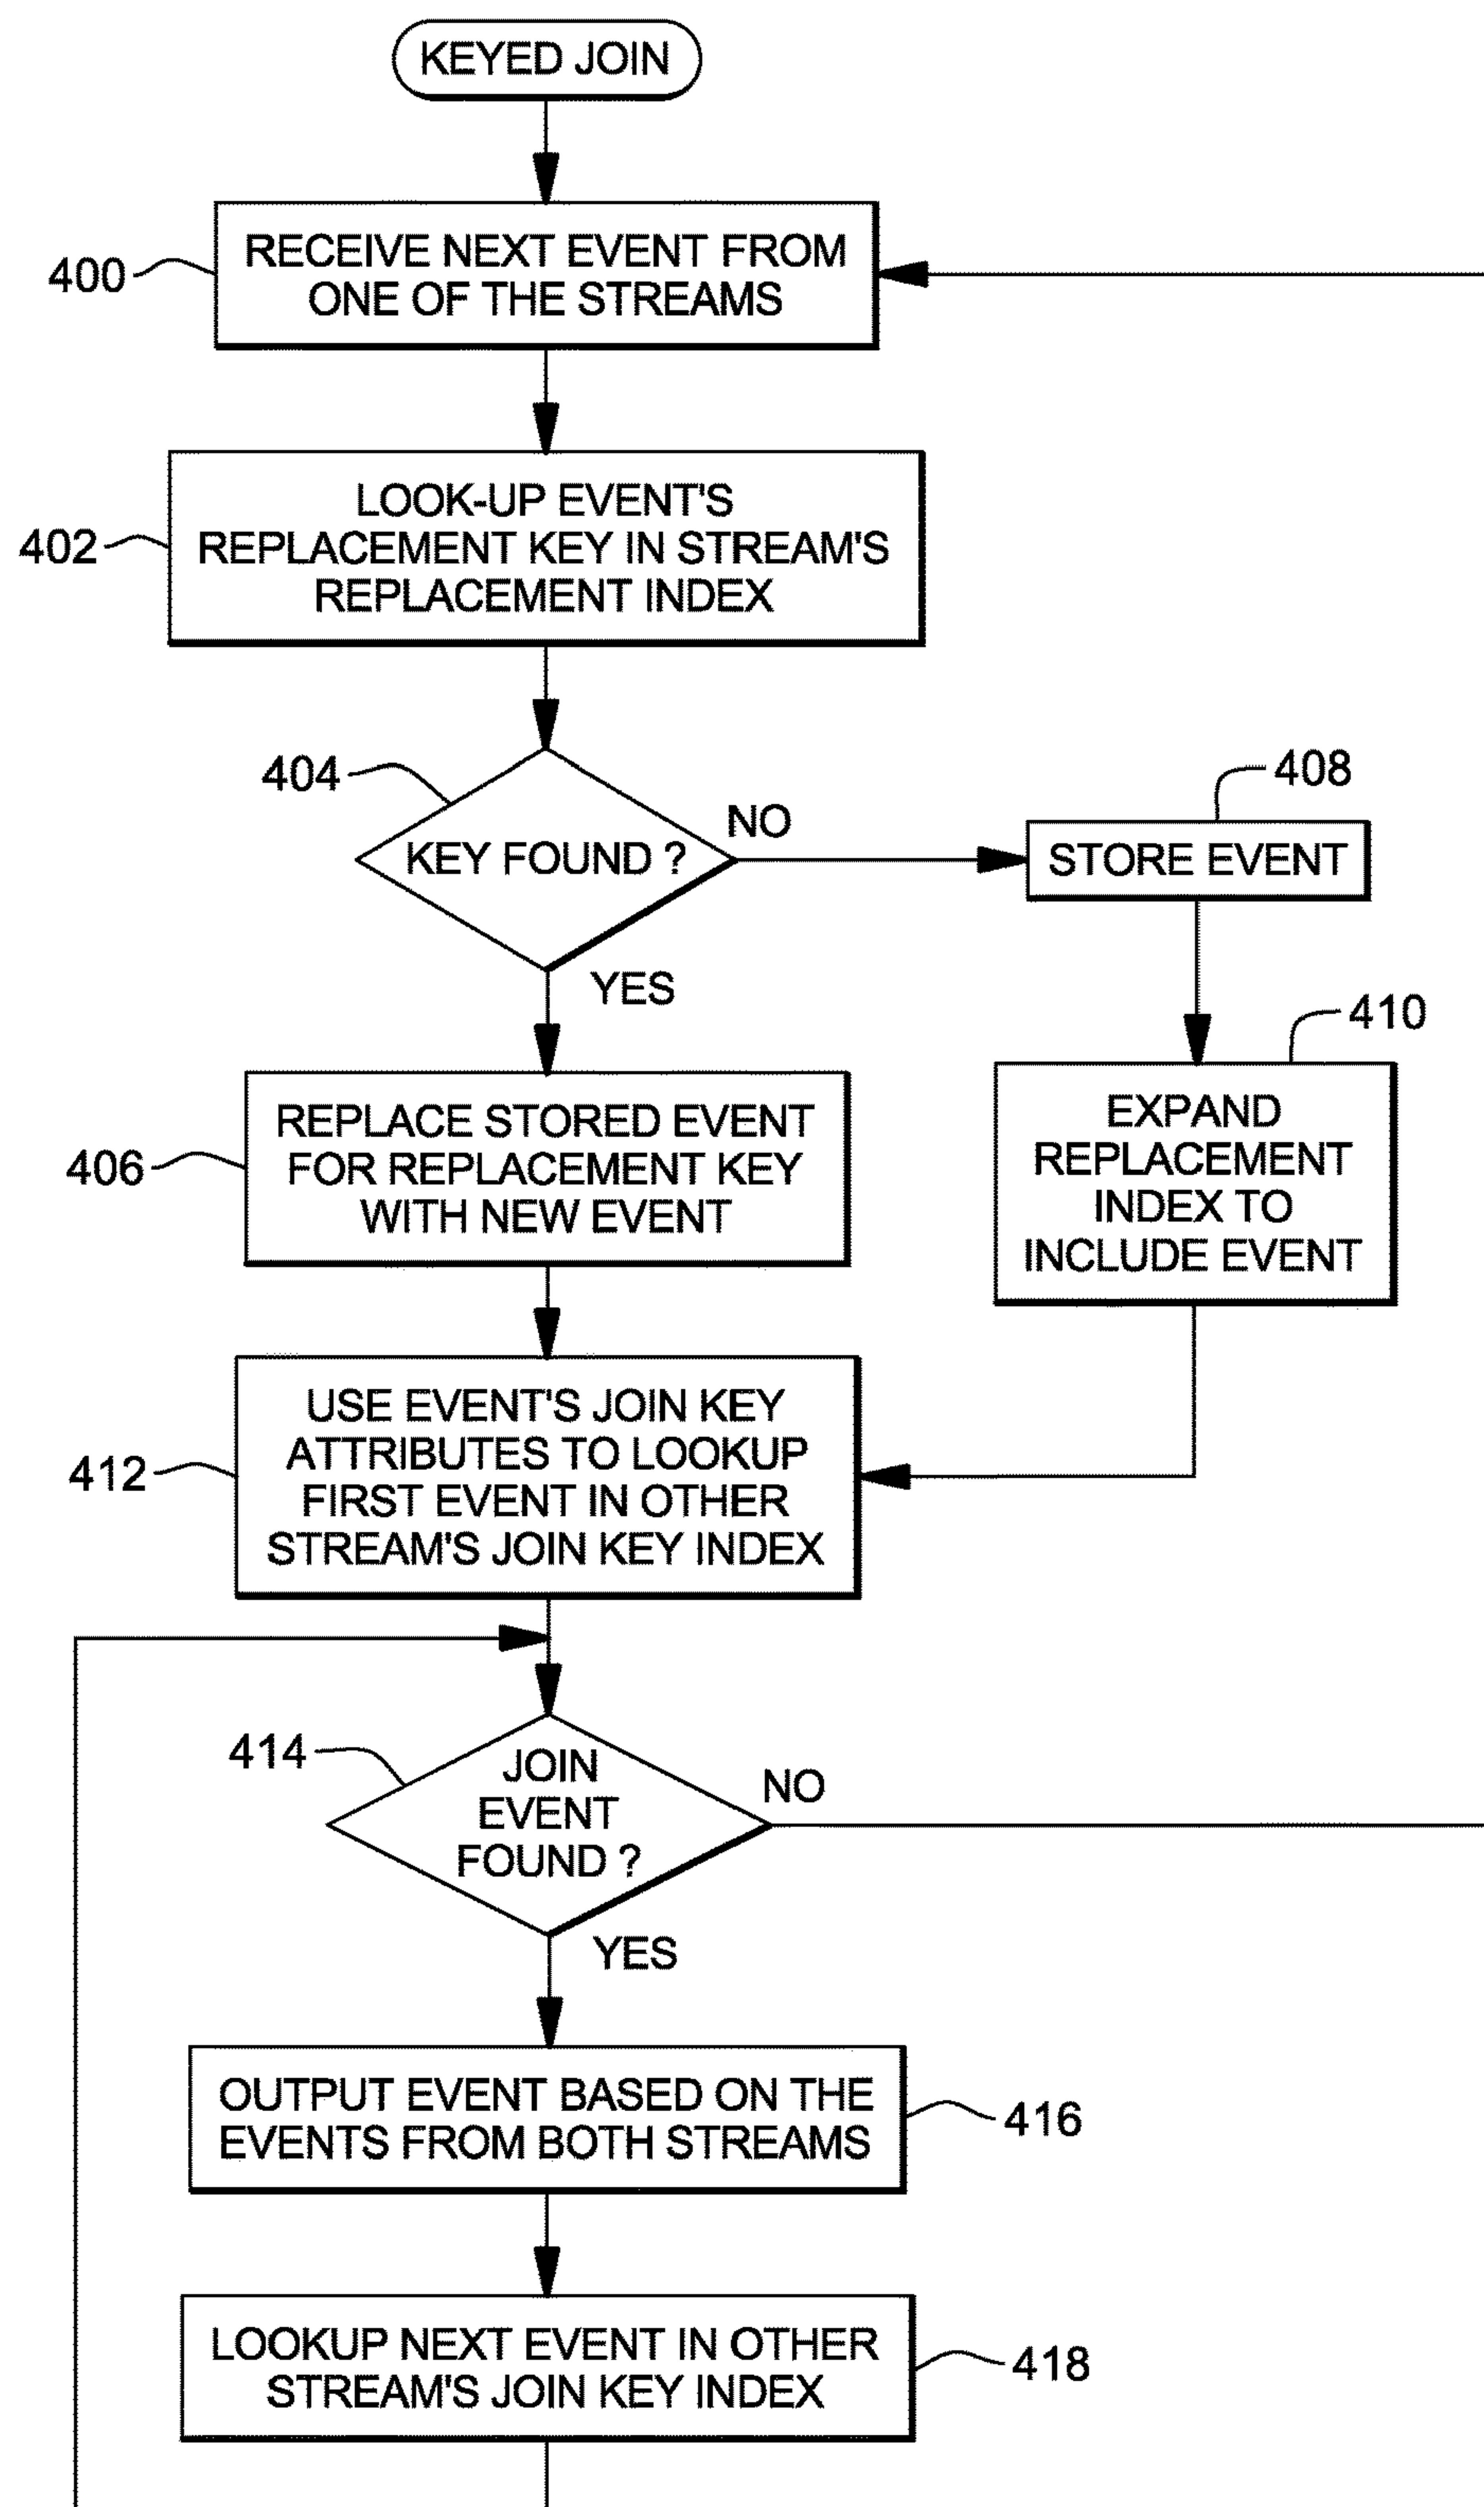 KEYED JOIN
400
RECEIVE NEXT EVENT FROM
ONE OF THE STREAMS
402
LOOK-UP EVENT'S
REPLACEMENT KEY IN STREAM'S
REPLACEMENT INDEX
404
KEY FOUND ?
NO
YES
408
STORE EVENT
410
EXPAND
REPLACEMENT
INDEX TO
INCLUDE EVENT
406
REPLACE STORED EVENT
FOR REPLACEMENT KEY
WITH NEW EVENT
412
USE EVENT'S JOIN KEY
ATTRIBUTES TO LOOKUP
FIRST EVENT IN OTHER
STREAM'S JOIN KEY INDEX
414
JOIN
EVENT
FOUND ?
NO
YES
OUTPUT EVENT BASED ON THE
EVENTS FROM BOTH STREAMS
416
LOOKUP NEXT EVENT IN OTHER
STREAM'S JOIN KEY INDEX
418